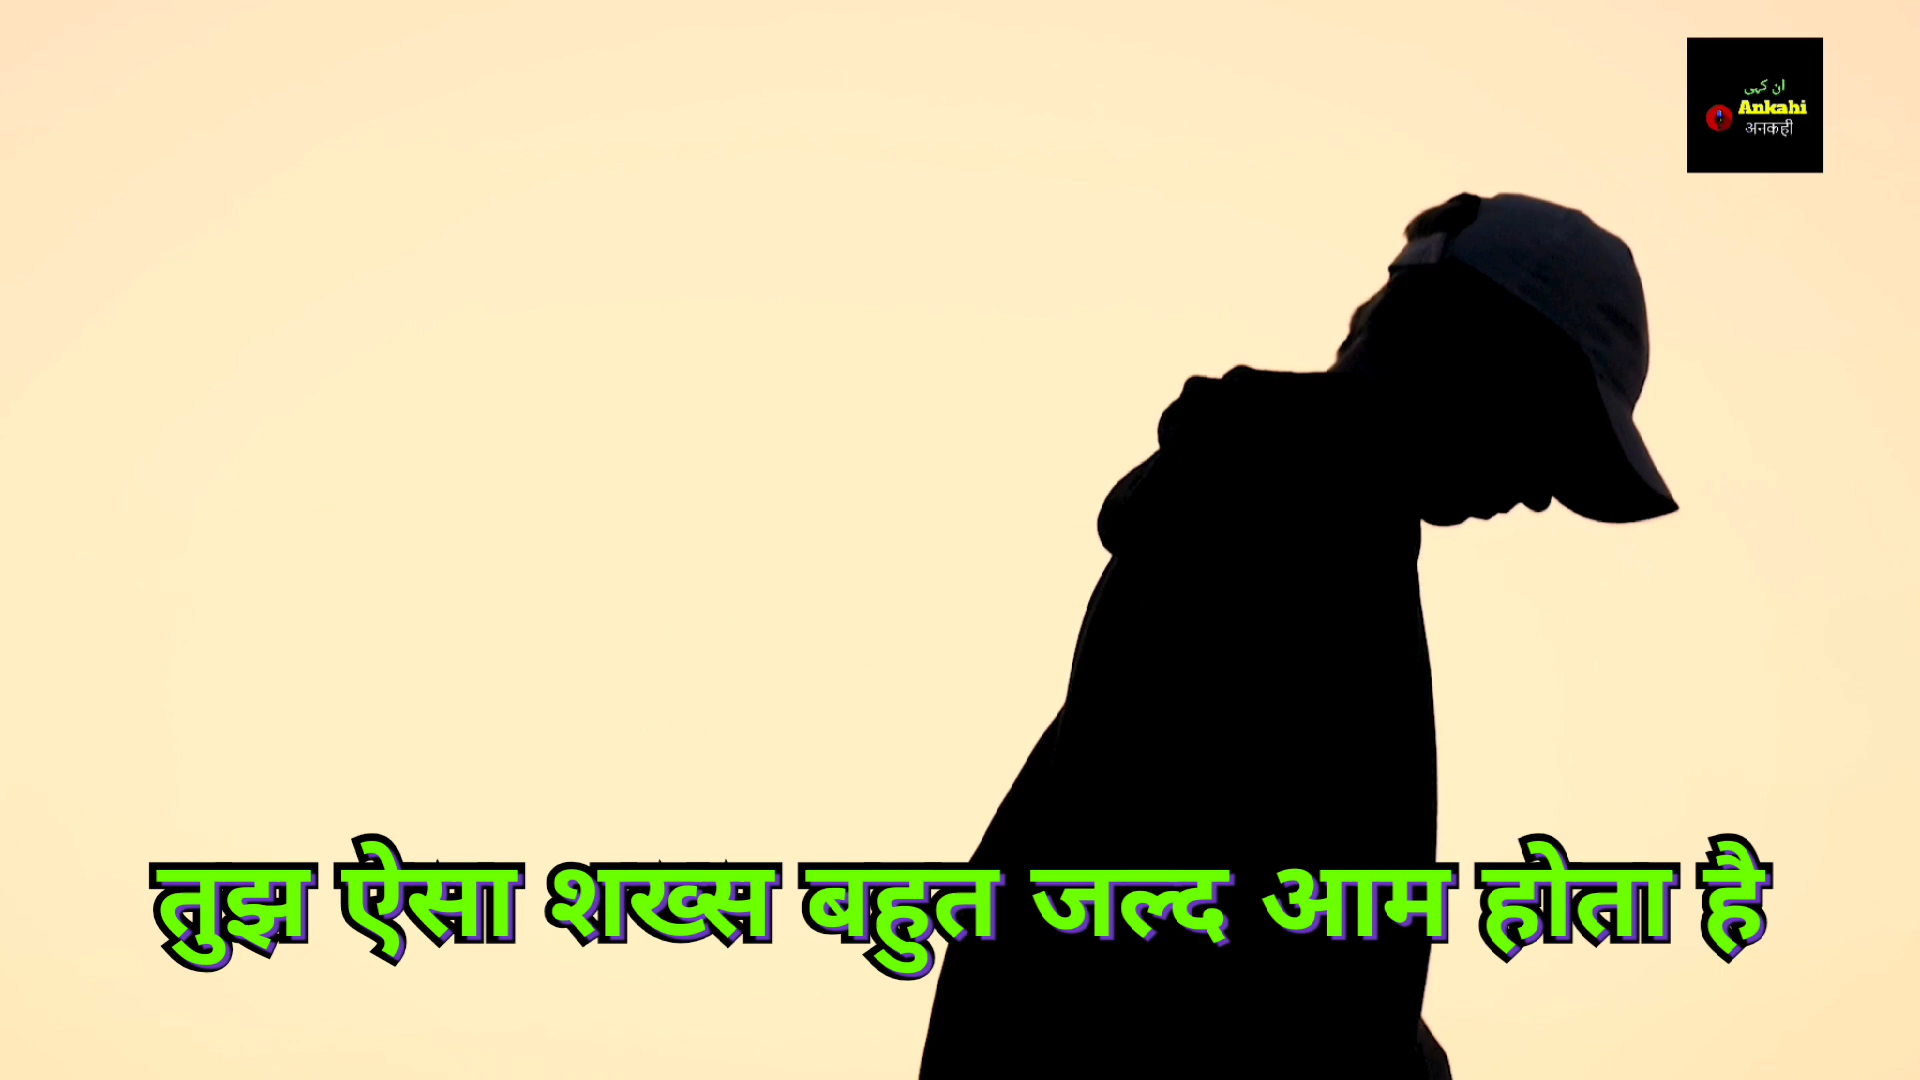 ان کہی
Ankahi
अनकही
तुझ ऐसा शख्स बहुत जल्द आम होता है